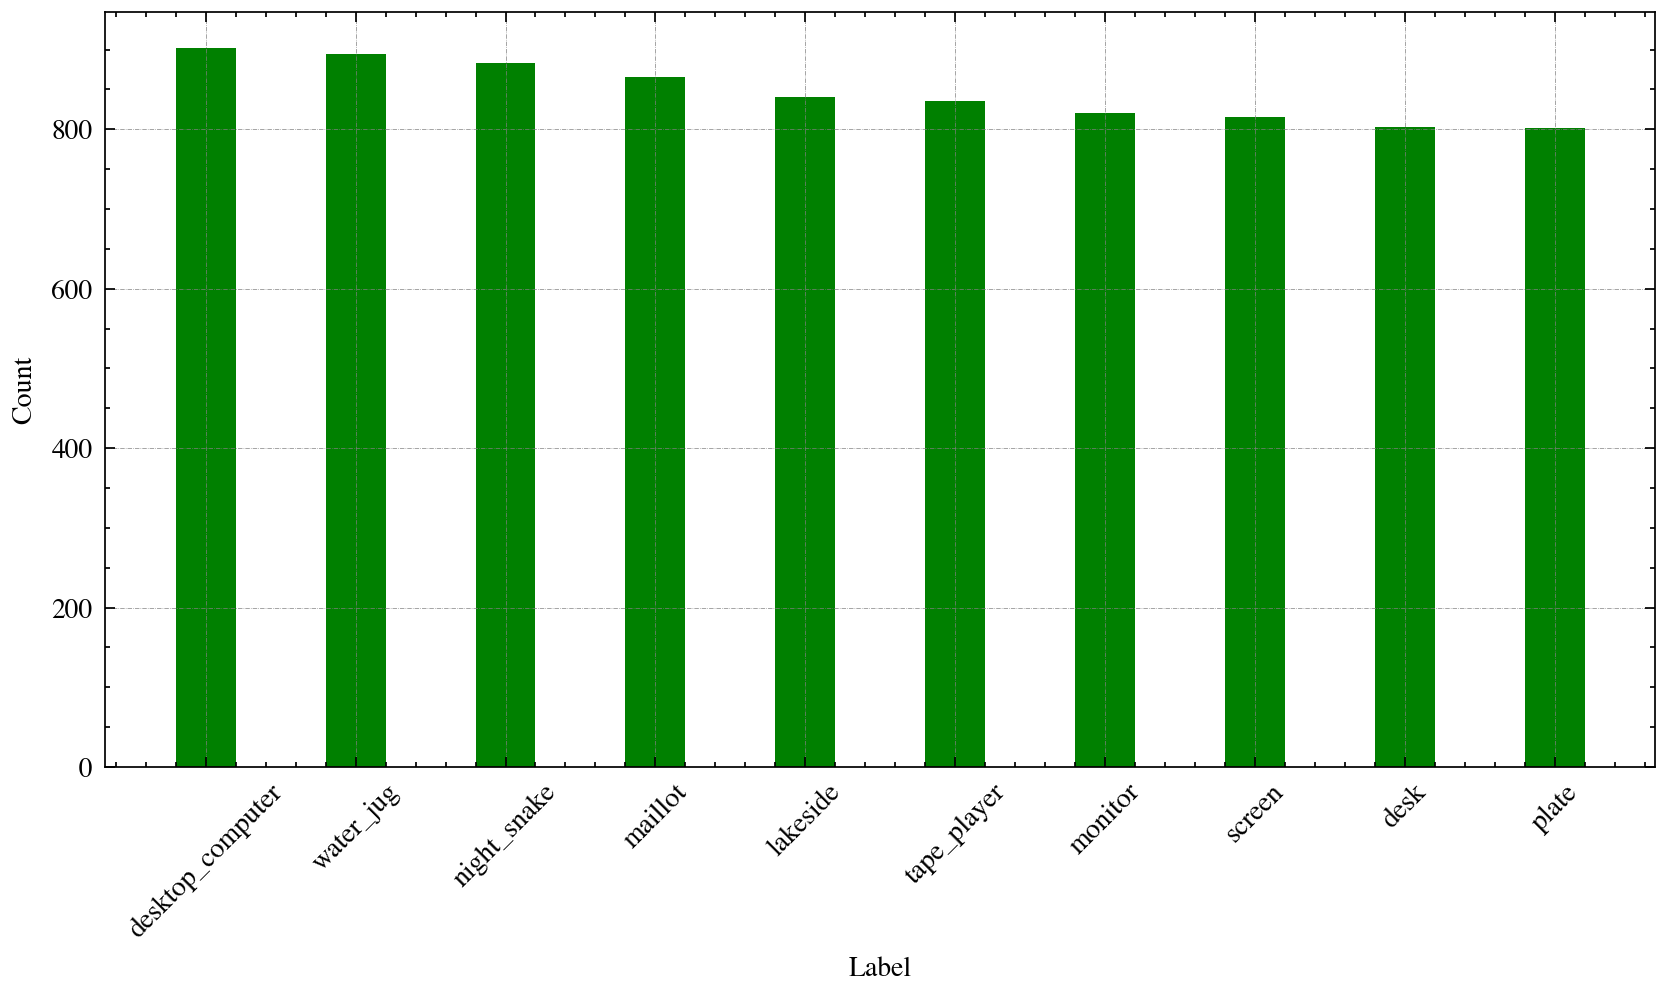 800
600
400
200
0
Count
desktop_computer
water_jug
night_snake
maillot
lakeside
tape_player
monitor
screen
desk
plate
Label